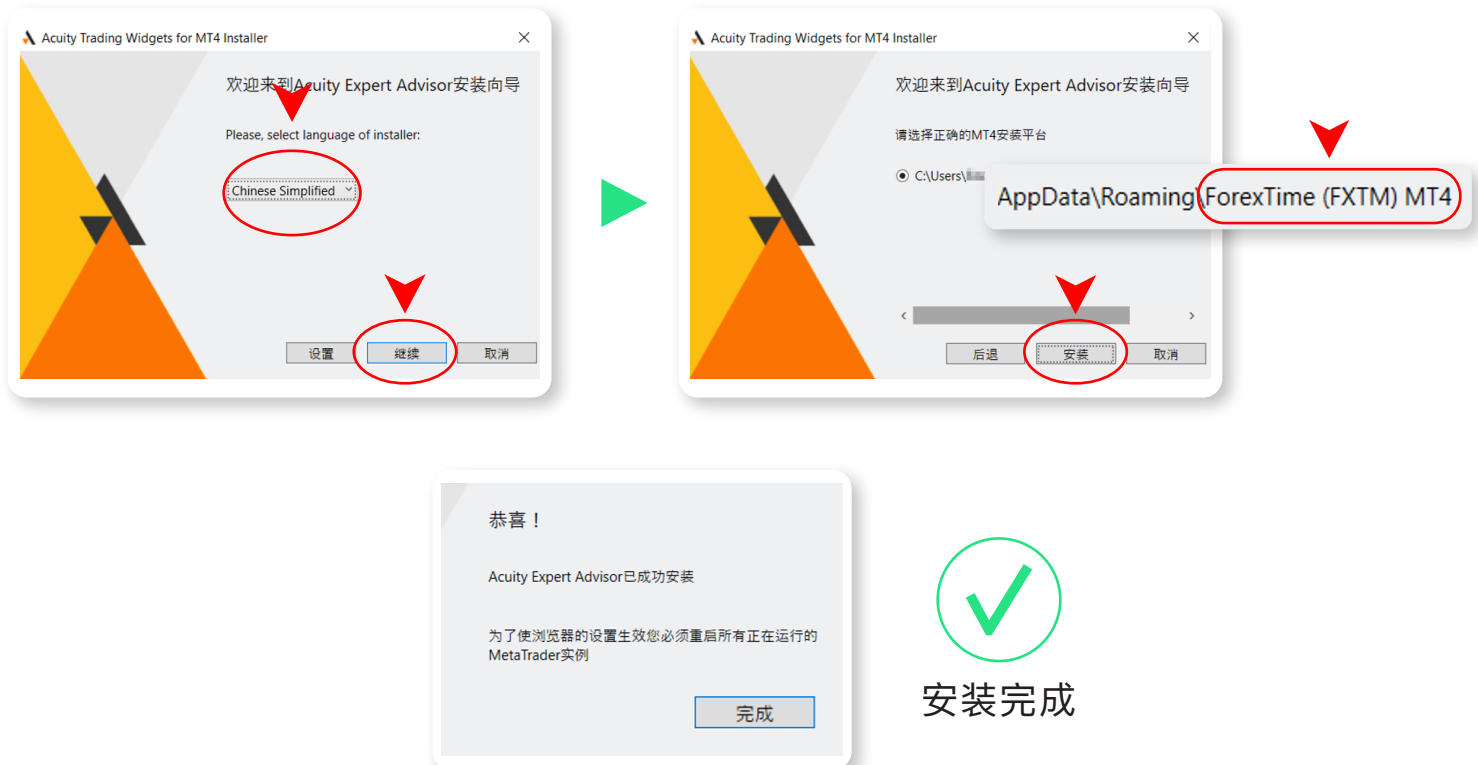 Acuity Trading Widgets for MT4 Installer
欢迎来到Acuity Expert Advisor安装向导
Please, select language of installer:
Chinese Simplified
设置
继续
取消
Acuity Trading Widgets for MT4 Installer
欢迎来到Acuity Expert Advisor安装向导
请选择正确的MT4安装平台
C:\Users\
AppData\Roaming\ForexTime (FXTM) MT4
后退
安装
取消
恭喜！
Acuity Expert Advisor已成功安装
为了使浏览器的设置生效您必须重启所有正在运行的
MetaTrader实例
完成
安装完成